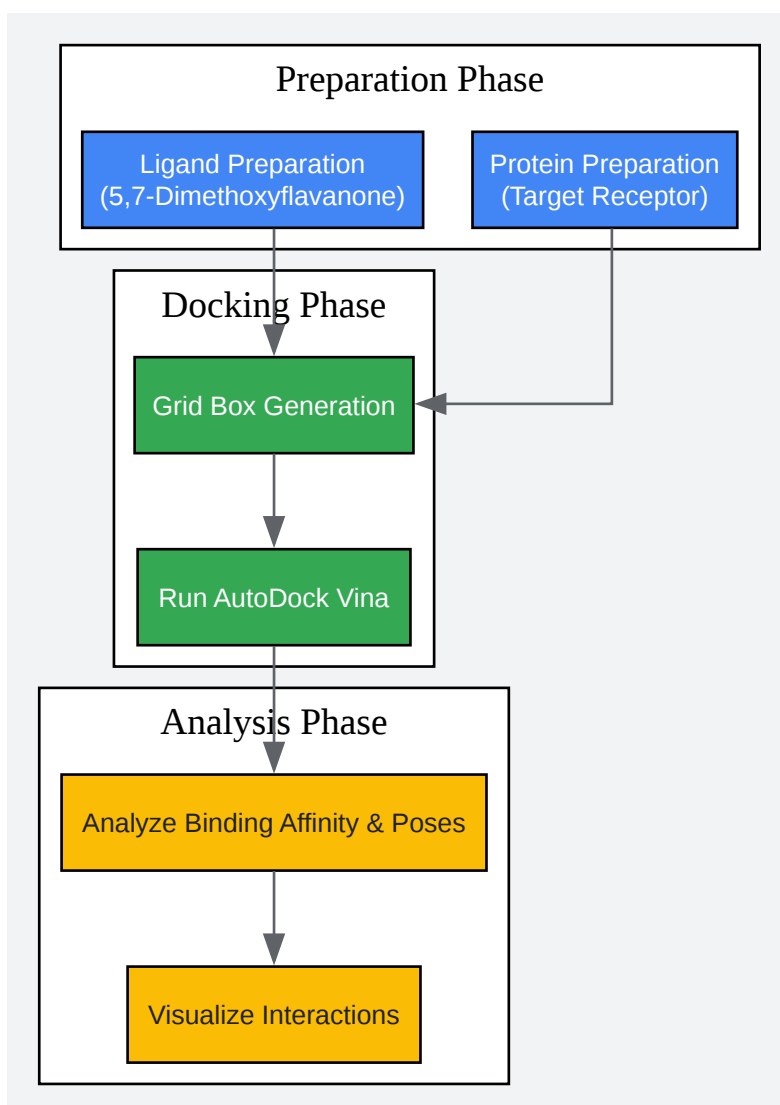 Preparation Phase
Ligand Preparation
(5,7-Dimethoxyflavanone)
Protein Preparation
(Target Receptor)
Docking Phase
Grid Box Generation
Run AutoDock Vina
Analysis Phase
Analyze Binding Affinity & Poses
Visualize Interactions